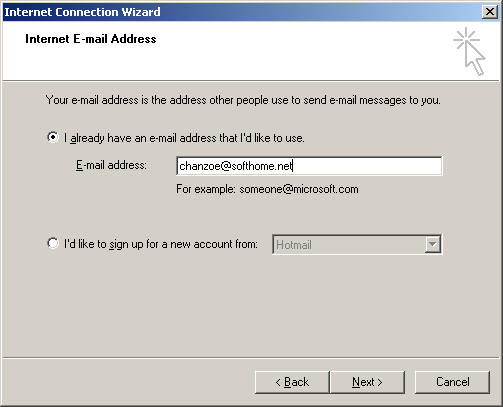 Internet Connection Wizard
Internet E-mail Address
Your e-mail address is the address other people use to send e-mail messages to you.
I already have an e-mail address that I'd like to use.
E-mail address: chanzoe@softhome.net
For example: someone@microsoft.com
I'd like to sign up for a new account from: Hotmail
< Back Next > Cancel